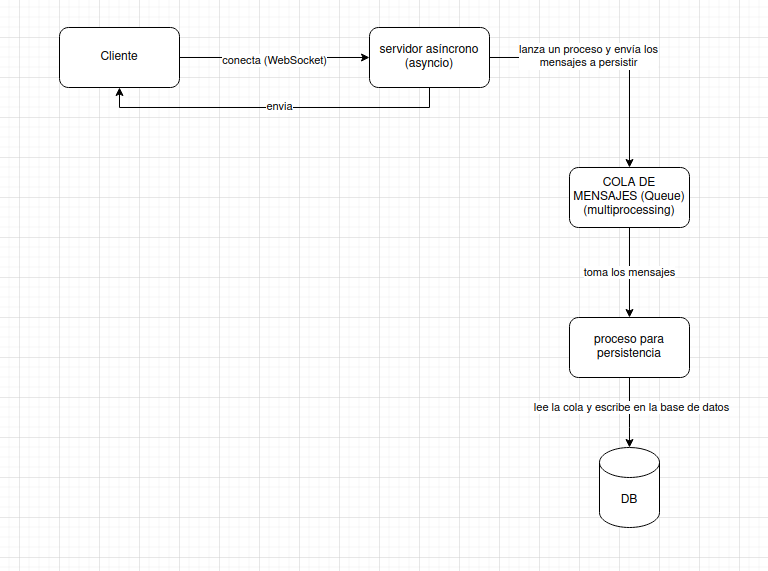 Cliente
conecta (WebSocket)
servidor asíncrono
(asyncio)
lanza un proceso y envía los
mensajes a persistir
envia
COLA DE
MENSAJES (Queue)
(multiprocessing)
toma los mensajes
proceso para
persistencia
lee la cola y escribe en la base de datos
DB